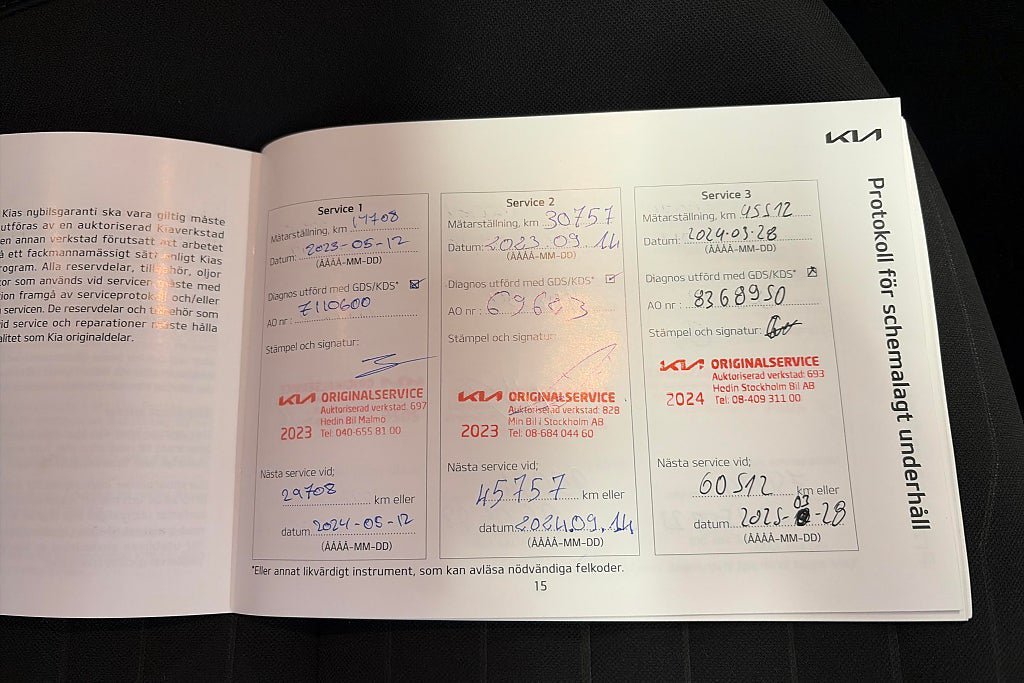 Kias nybilsgaranti ska vara giltig måste
utföras av en auktoriserad Kiaverkstad
en annan verkstad förutsatt att arbetet
å ett fackmannamässigt sätt enligt Kias
rogram. Alla reservdelar, tillbehör, oljor
or som används vid servicen måste med
ion framgå av serviceprotokoll och/eller
servicen. De reservdelar och tillbehör som
vid service och reparationer måste hålla
alitet som Kia originaldelar.
KIA
Protokoll för schemalagt underhåll
Service 1
Mätarställning, km 14708
Datum: 2023-05-12
(ÅÅÅÅ-MM-DD)
Diagnos utförd med GDS/KDS*
AO nr: 7110600
Stämpel och signatur:
KIA ORIGINALSERVICE
Auktoriserad verkstad: 697
Hedin Bil Malmö
2023 Tel: 040-655 81 00
Nästa service vid;
29708 km eller
datum 2024-05-12
(ÅÅÅÅ-MM-DD)
Service 2
Mätarställning, km 30757
Datum: 2023.09.14
(ÅÅÅÅ-MM-DD)
Diagnos utförd med GDS/KDS*
AO nr: 69683
Stämpel och signatur:
KIA ORIGINALSERVICE
Auktoriserad verkstad: 828
Min Bil i Stockholm AB
2023 Tel: 08-684 044 60
Nästa service vid;
45757 km eller
datum 2024.09.14
(ÅÅÅÅ-MM-DD)
Service 3
Mätarställning, km 45512
Datum: 2024-03-28
(ÅÅÅÅ-MM-DD)
Diagnos utförd med GDS/KDS*
AO nr: 8368950
Stämpel och signatur:
KIA ORIGINALSERVICE
Auktoriserad verkstad: 693
Hedin Stockholm Bil AB
2024 Tel: 08-409 311 00
Nästa service vid;
60512 km eller
datum 2025-03-28
(ÅÅÅÅ-MM-DD)
*Eller annat likvärdigt instrument, som kan avläsa nödvändiga felkoder.
15